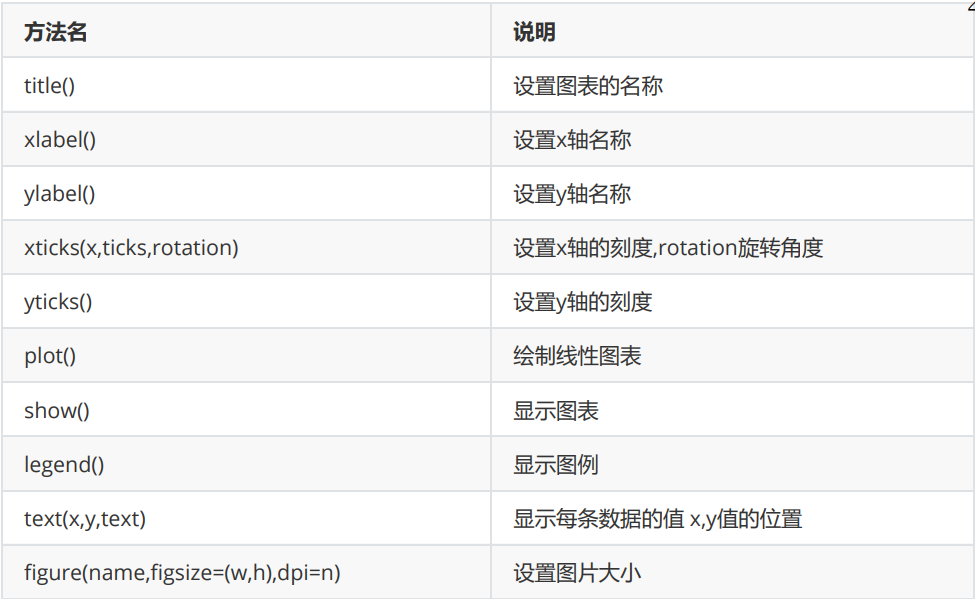 方法名 说明
title() 设置图表的名称
xlabel() 设置x轴名称
ylabel() 设置y轴名称
xticks(x,ticks,rotation) 设置x轴的刻度,rotation旋转角度
yticks() 设置y轴的刻度
plot() 绘制线性图表
show() 显示图表
legend() 显示图例
text(x,y,text) 显示每条数据的值 x,y值的位置
figure(name,figsize=(w,h),dpi=n) 设置图片大小